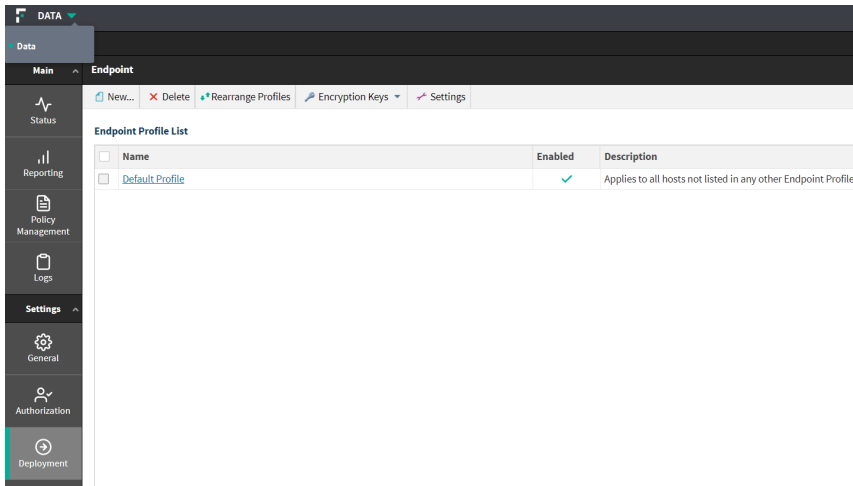 DATA
Data
Main
Endpoint
New... Delete Rearrange Profiles Encryption Keys Settings
Status
Endpoint Profile List
Name Enabled Description
Default Profile Applies to all hosts not listed in any other Endpoint Profile
Reporting
Policy
Management
Logs
Settings
General
Authorization
Deployment